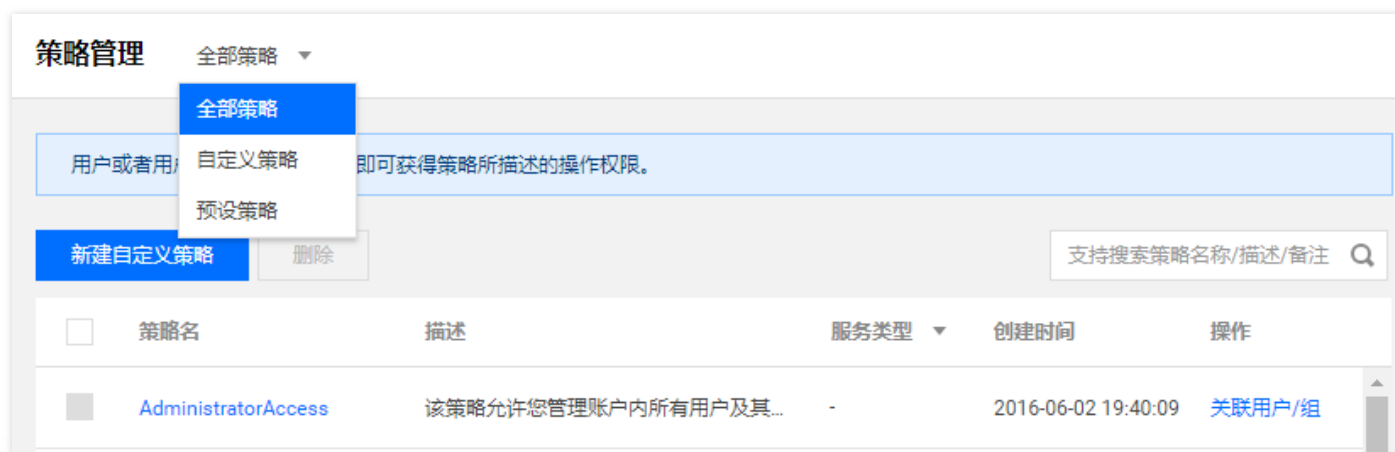 策略管理 全部策略
全部策略
自定义策略
预设策略
用户或者用 即可获得策略所描述的操作权限。
新建自定义策略 删除 支持搜索策略名称/描述/备注
策略名 描述 服务类型 创建时间 操作
AdministratorAccess 该策略允许您管理账户内所有用户及其... - 2016-06-02 19:40:09 关联用户/组